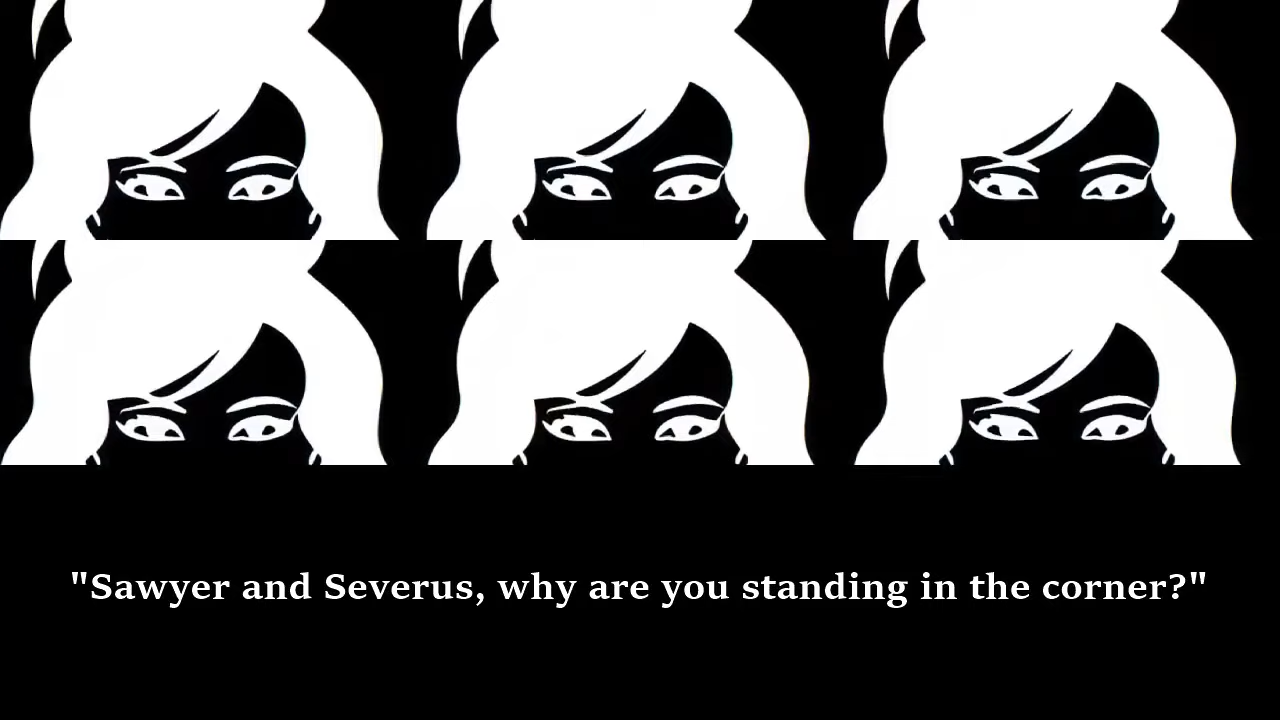 "Sawyer and Severus, why are you standing in the corner?"